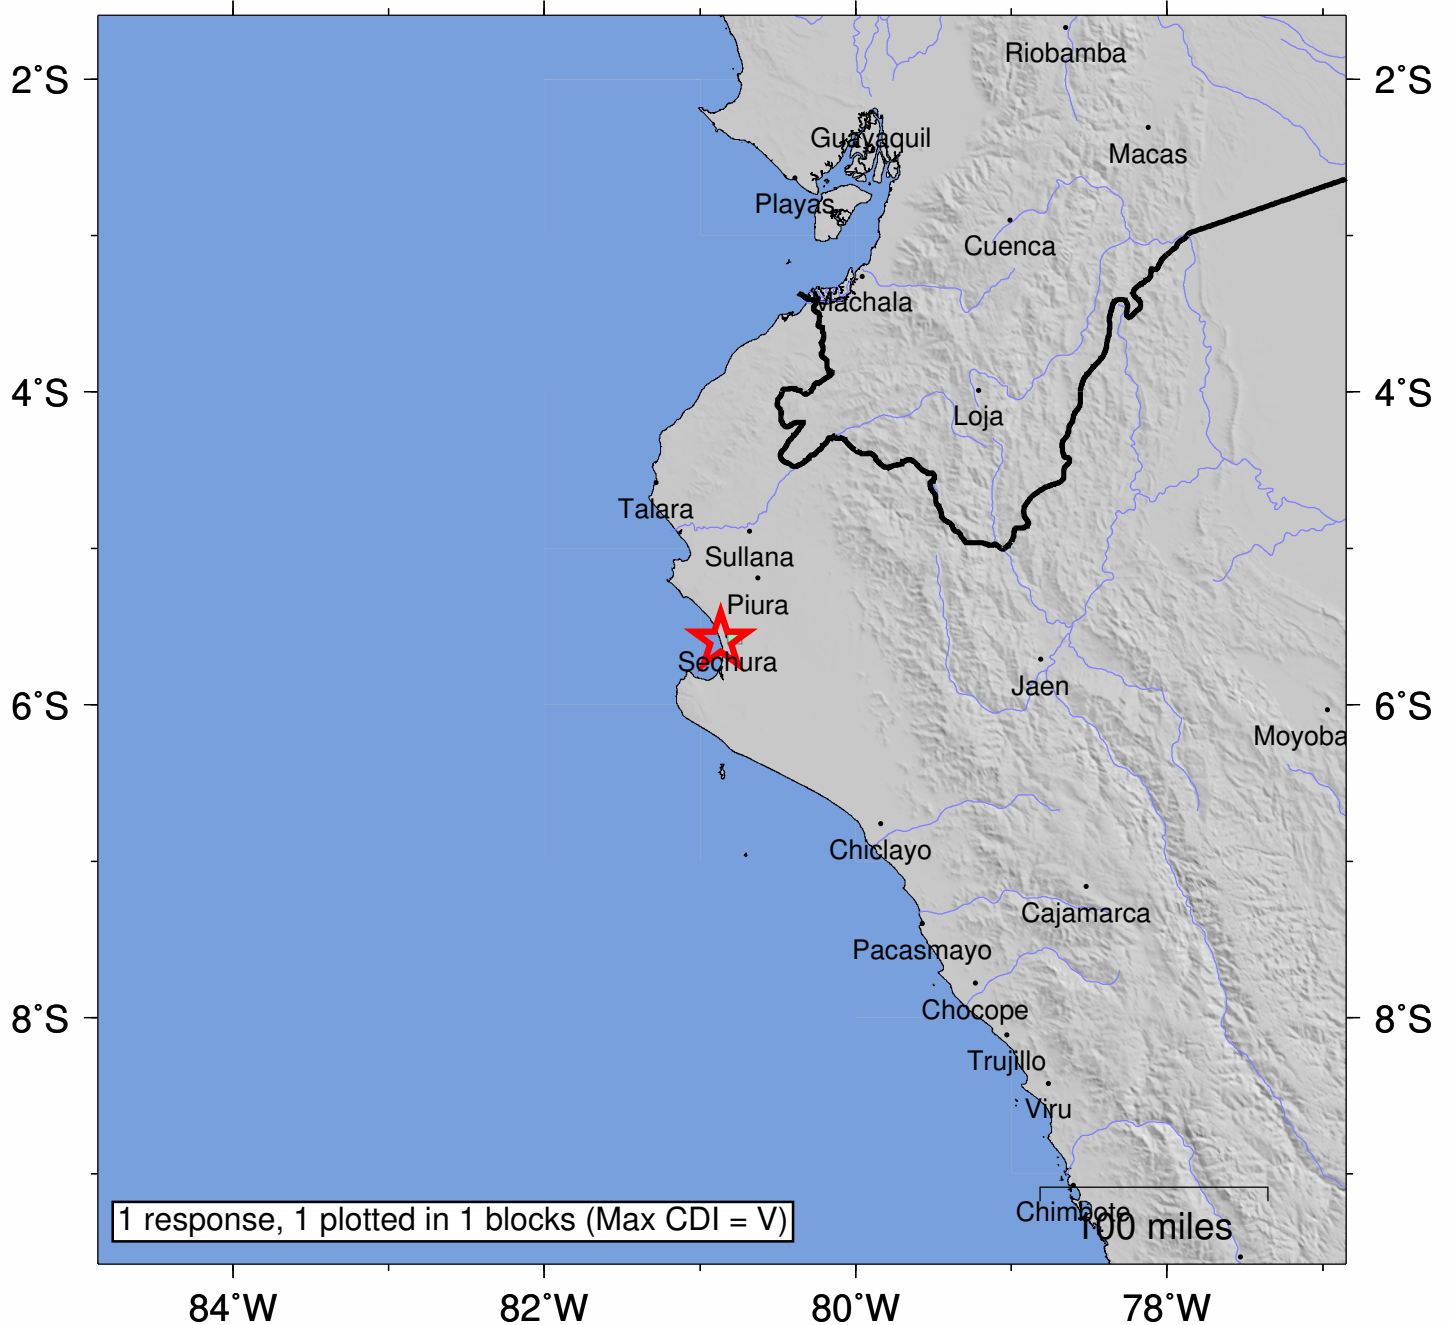 Riobamba
2°S
2°S
Guayaquil
Macas
Playas
Cuenca
Machala
4°S
4°S
Loja
Talara
Sullana
Piura
Sechura
Jaen
6°S
6°S
Moyoba
Chiclayo
Cajamarca
Pacasmayo
8°S
8°S
Chocope
Trujillo
Viru
Chimbote
100 miles
1 response, 1 plotted in 1 blocks (Max CDI = V)
84°W
82°W
80°W
78°W